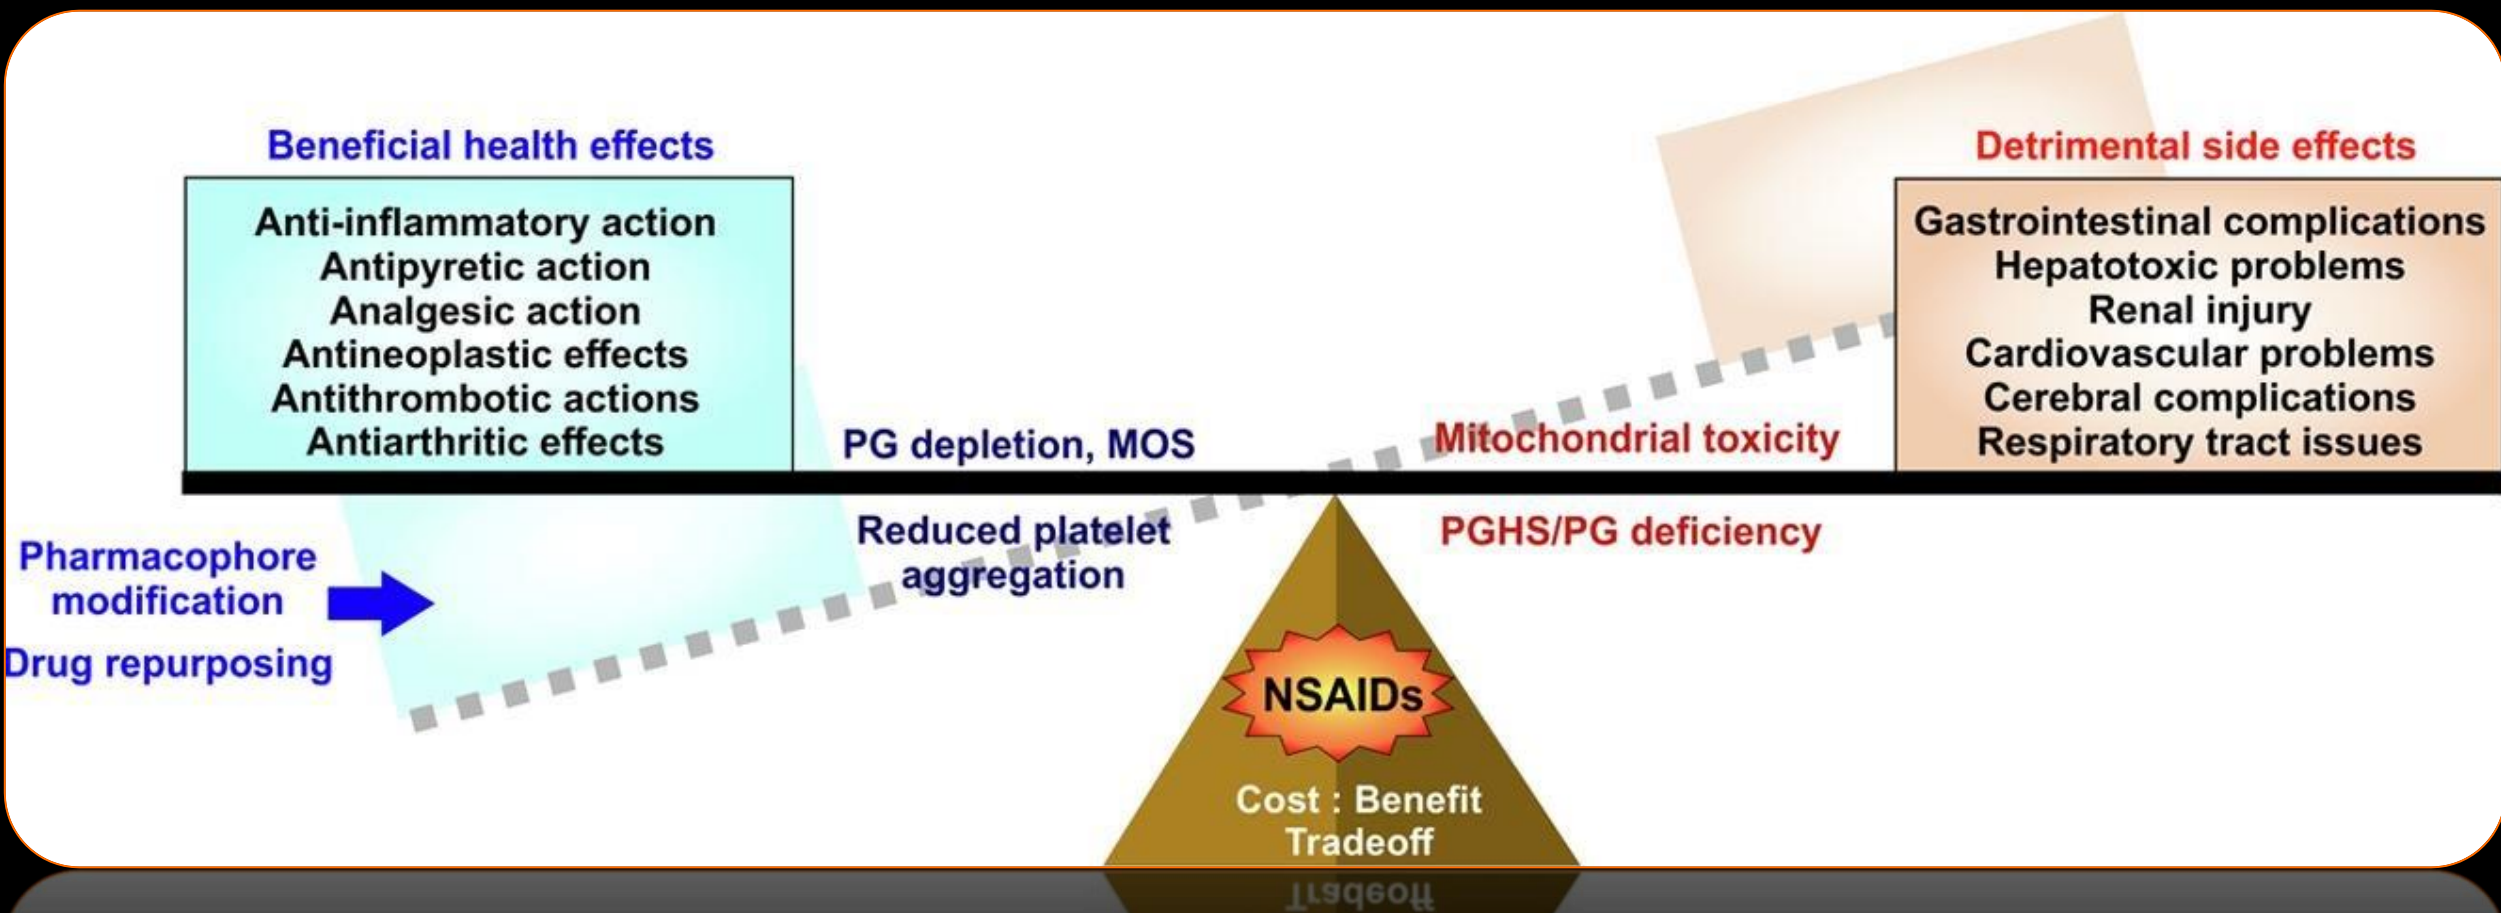 Beneficial health effects
Anti-inflammatory action
Antipyretic action
Analgesic action
Antineoplastic effects
Antithrombotic actions
Antiarthritic effects
Detrimental side effects
Gastrointestinal complications
Hepatotoxic problems
Renal injury
Cardiovascular problems
Cerebral complications
Respiratory tract issues
PG depletion, MOS
Reduced platelet
aggregation
Mitochondrial toxicity
PGHS/PG deficiency
Pharmacophore
modification
Drug repurposing
NSAIDs
Cost : Benefit
Tradeoff